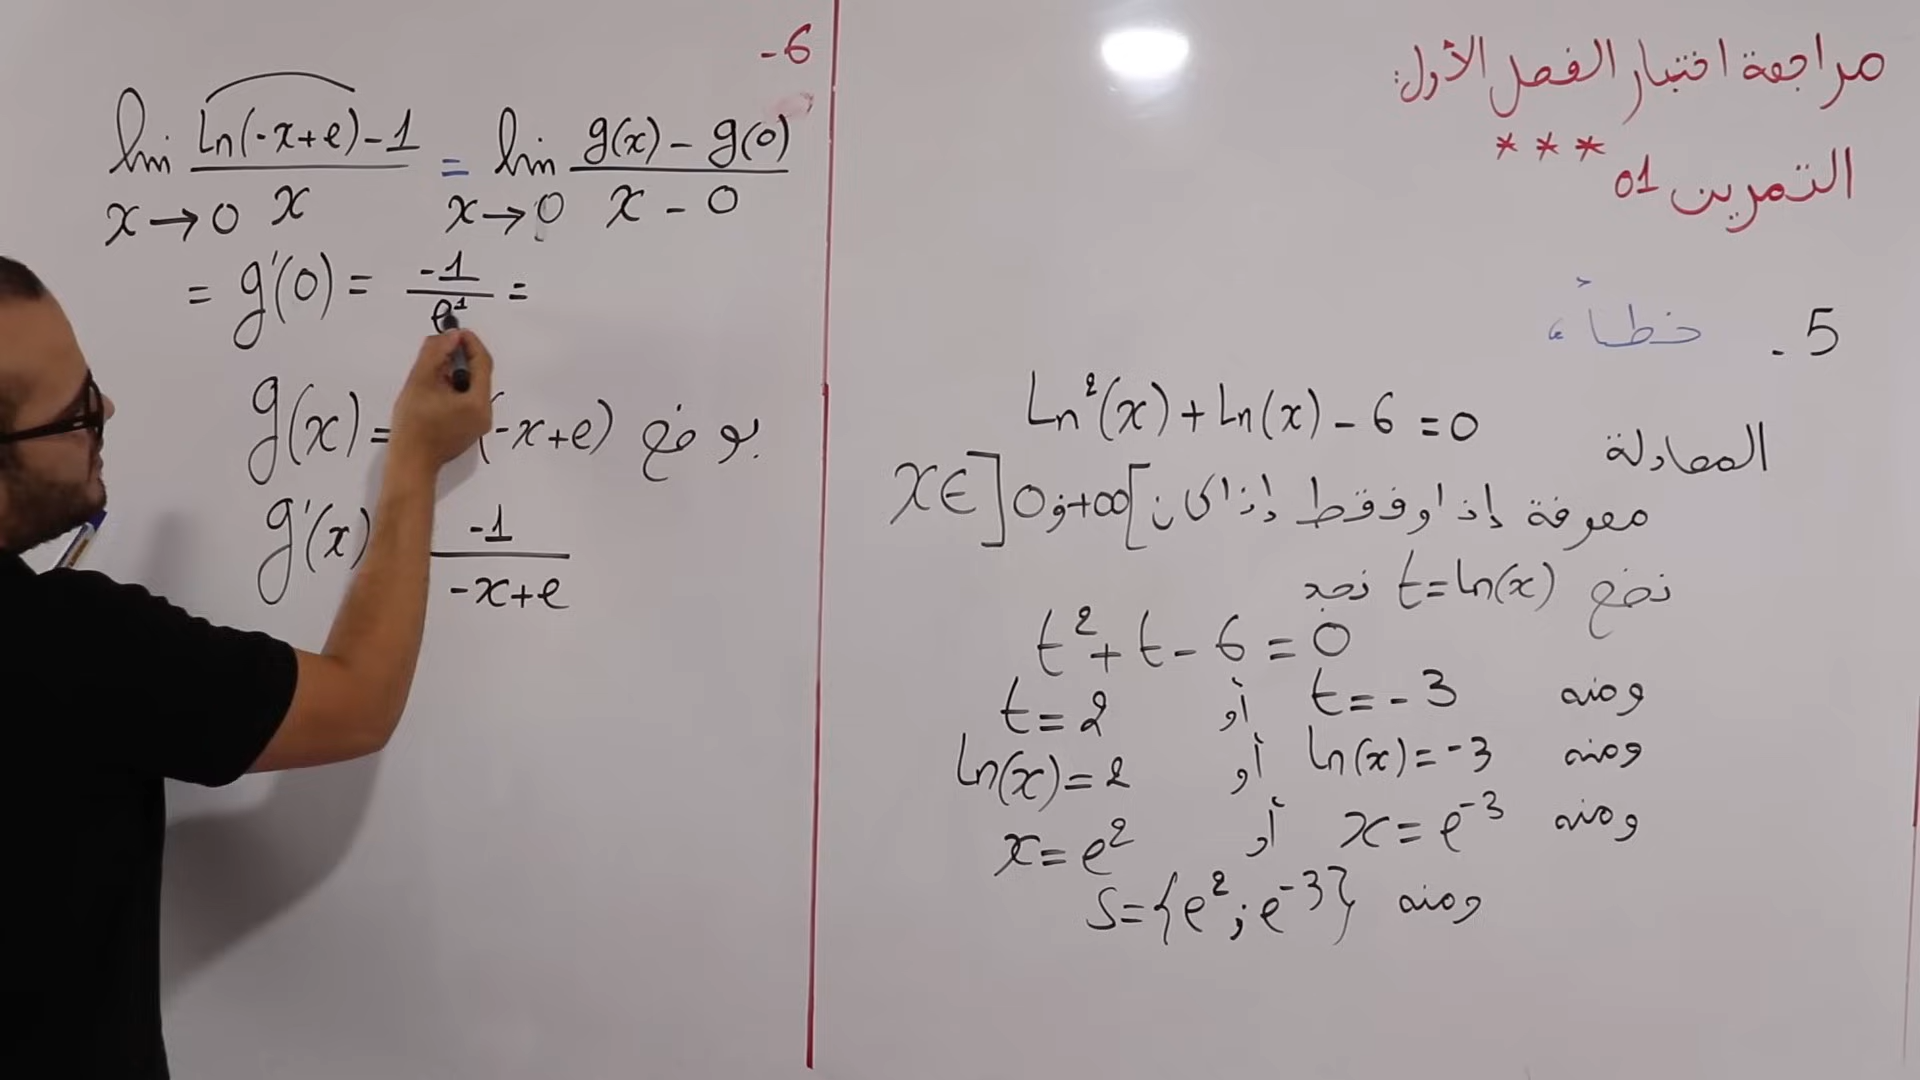 مراجعة اختبار الفصل الأول:
التمرين 01 ***
5 - خطأ،
المعادلة Ln²(x) + Ln(x) - 6 = 0
معرفة إذا وفقط إذا كان x ∈ ]0;+∞[
نضع t = ln(x) نجد
t² + t - 6 = 0
ومنه t = -3 أو t = 2
ومنه ln(x) = -3 أو ln(x) = 2
ومنه x = e⁻³ أو x = e²
ومنه S = {e²; e⁻³}
6 -
lim x→0 (Ln(-x+e) - 1)/x = lim x→0 (g(x) - g(0))/(x - 0)
= g'(0) = -1/e¹ =
بوضع g(x) = (-x+e)
g'(x) -1/(-x+e)